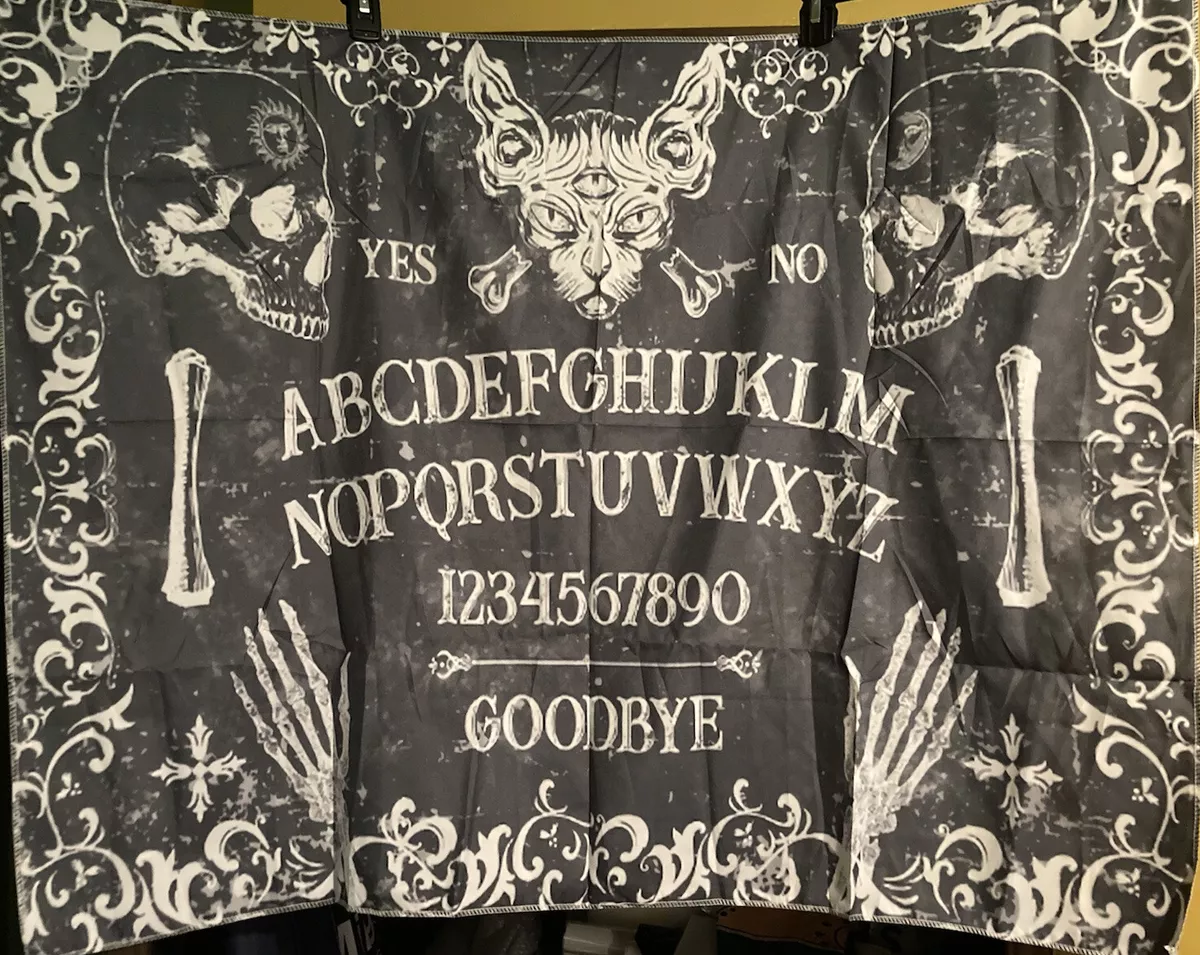 YES NO
ABCDEFGHIJKLM
NOPQRSTUVWXYZ
1234567890
GOODBYE